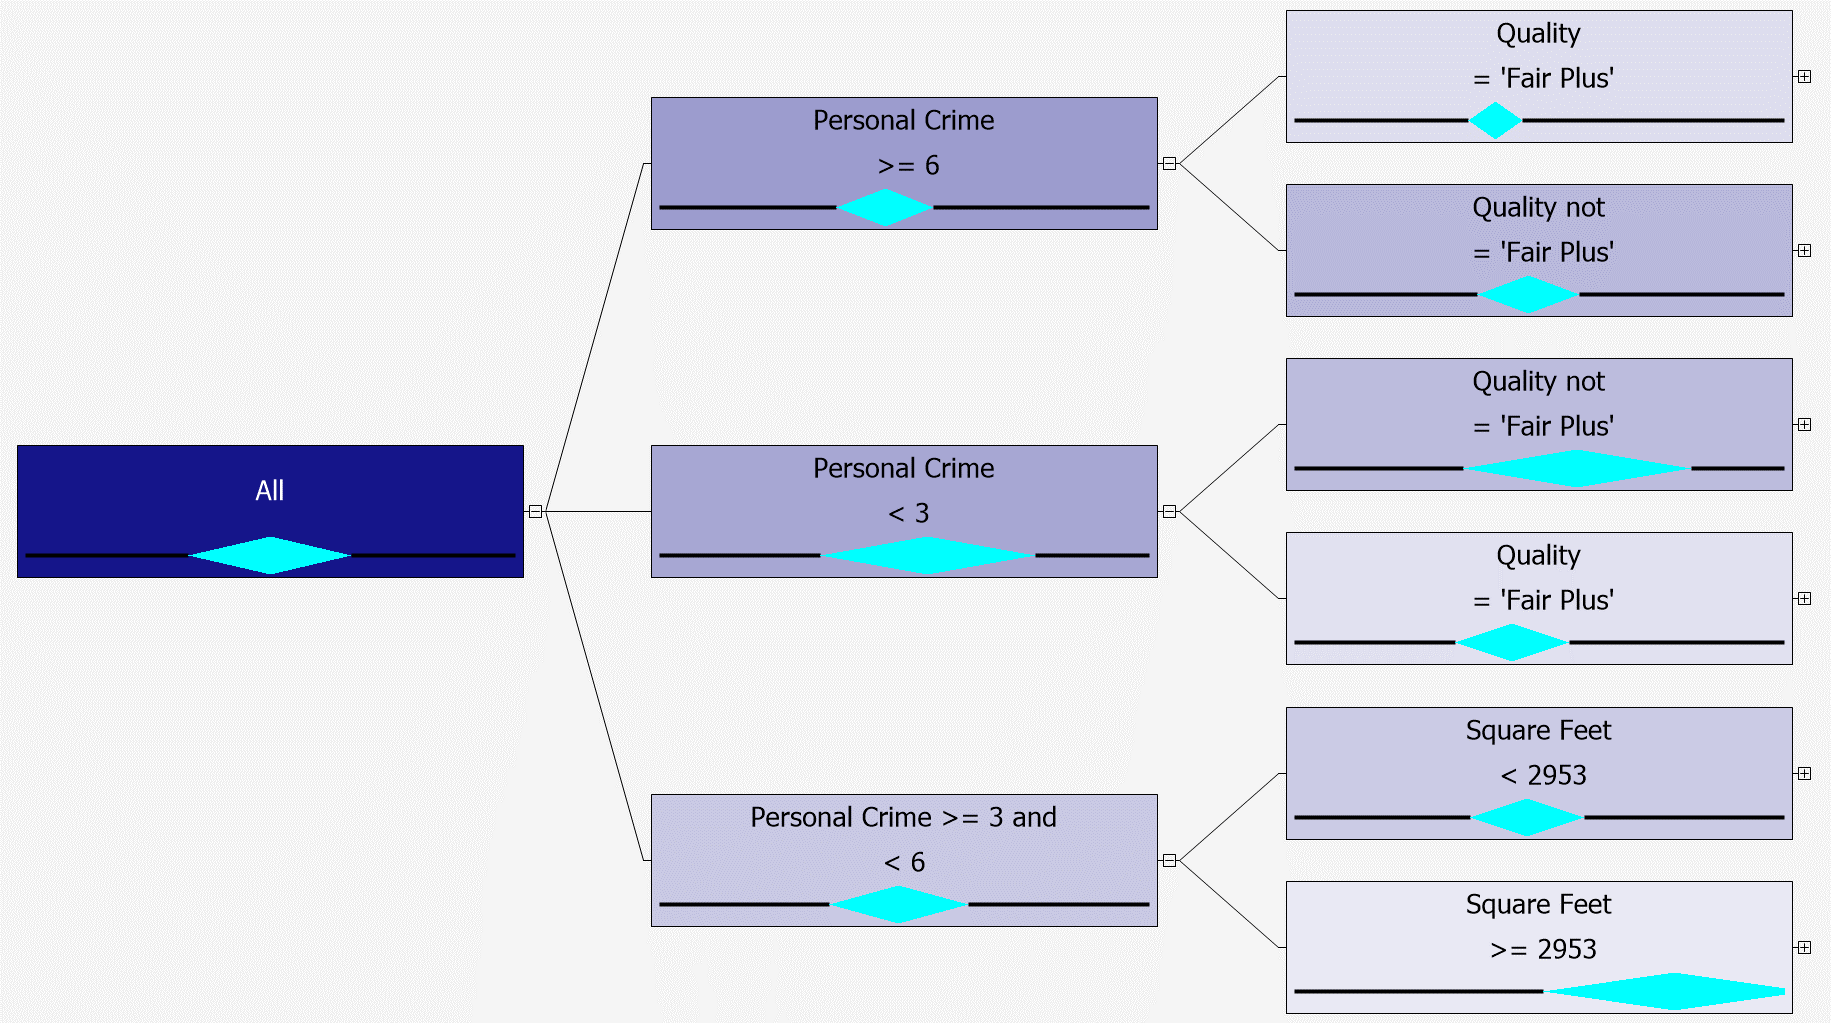 All
Personal Crime
>= 6
Personal Crime
< 3
Personal Crime >= 3 and
< 6
Quality
= 'Fair Plus'
Quality not
= 'Fair Plus'
Quality not
= 'Fair Plus'
Quality
= 'Fair Plus'
Square Feet
< 2953
Square Feet
>= 2953